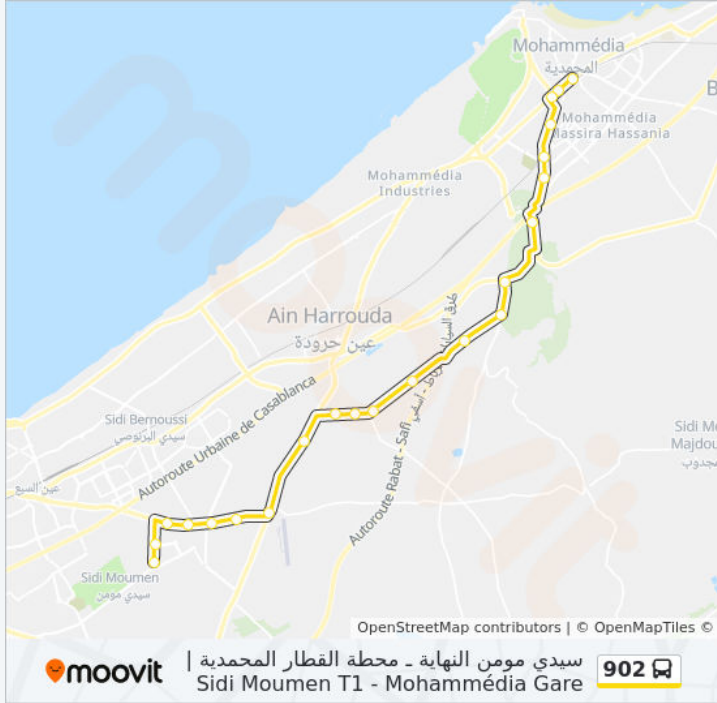 Mohammédia
المحمدية
Mohammédia
Massira Hassania
Mohammédia
Industries
Ain Harrouda
عين حرودة
Autoroute Urbaine de Casablanca
Sidi Bernoussi
سيدي البرنوصي
عين السبع
Autoroute Rabat - Safi
Sidi Moumen
سيدي مومن
OpenStreetMap contributors | © OpenMapTiles ©
moovit
سيدي مومن النهاية ـ محطة القطار المحمدية |
Sidi Moumen T1 - Mohammédia Gare
902